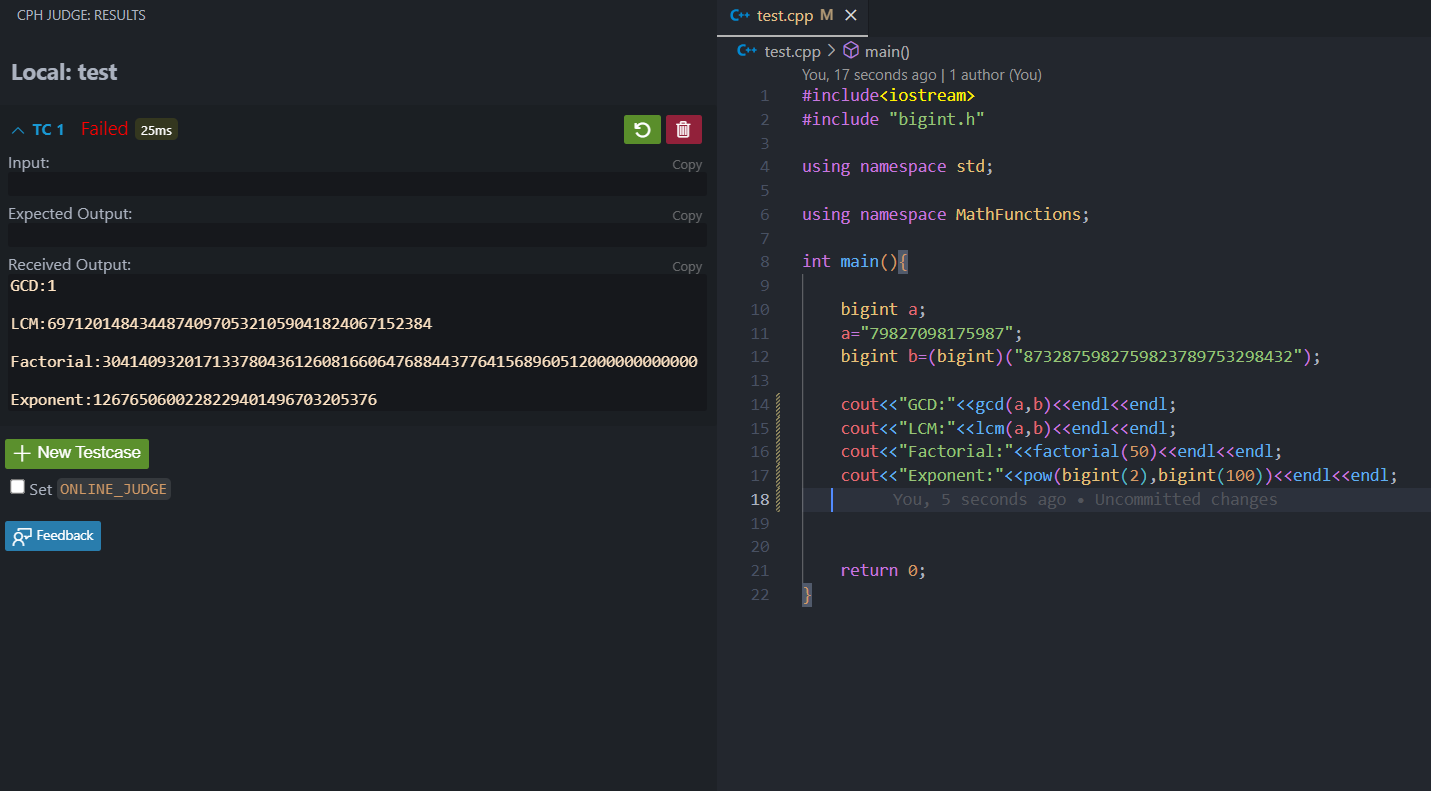 CPH JUDGE: RESULTS
Local: test
TC 1 Failed 25ms
Input:
Copy
Expected Output:
Copy
Received Output:
Copy
GCD:1
LCM:697120148434487409705321059041824067152384
Factorial:30414093201713378043612608166064768844377641568960512000000000000
Exponent:1267650600228229401496703205376
New Testcase
Set ONLINE_JUDGE
Feedback
test.cpp M
test.cpp > main()
You, 17 seconds ago | 1 author (You)
1 #include<iostream>
2 #include "bigint.h"
3
4 using namespace std;
5
6 using namespace MathFunctions;
7
8 int main(){
9
10 bigint a;
11 a="79827098175987";
12 bigint b=(bigint)("8732875982759823789753298432");
13
14 cout<<"GCD:"<<gcd(a,b)<<endl<<endl;
15 cout<<"LCM:"<<lcm(a,b)<<endl<<endl;
16 cout<<"Factorial:"<<factorial(50)<<endl<<endl;
17 cout<<"Exponent:"<<pow(bigint(2),bigint(100))<<endl<<endl;
18 You, 5 seconds ago • Uncommitted changes
19
20
21 return 0;
22 }